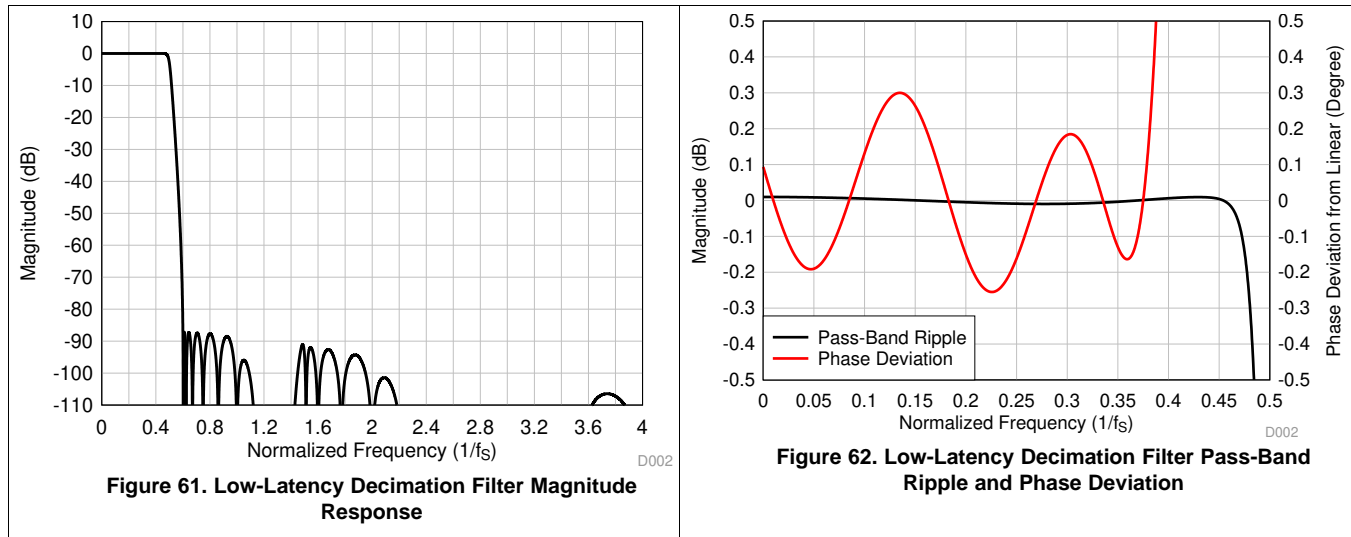 10
0
-10
-20
-30
-40
-50
-60
-70
-80
-90
-100
-110
Magnitude (dB)
0 0.4 0.8 1.2 1.6 2 2.4 2.8 3.2 3.6 4
Normalized Frequency (1/fS)
D002
Figure 61. Low-Latency Decimation Filter Magnitude
Response
0.5
0.4
0.3
0.2
0.1
0
-0.1
-0.2
-0.3
-0.4
-0.5
Magnitude (dB)
Pass-Band Ripple
Phase Deviation
0.5
0.4
0.3
0.2
0.1
0
-0.1
-0.2
-0.3
-0.4
-0.5
Phase Deviation from Linear (Degree)
0 0.05 0.1 0.15 0.2 0.25 0.3 0.35 0.4 0.45 0.5
Normalized Frequency (1/fS)
D002
Figure 62. Low-Latency Decimation Filter Pass-Band
Ripple and Phase Deviation